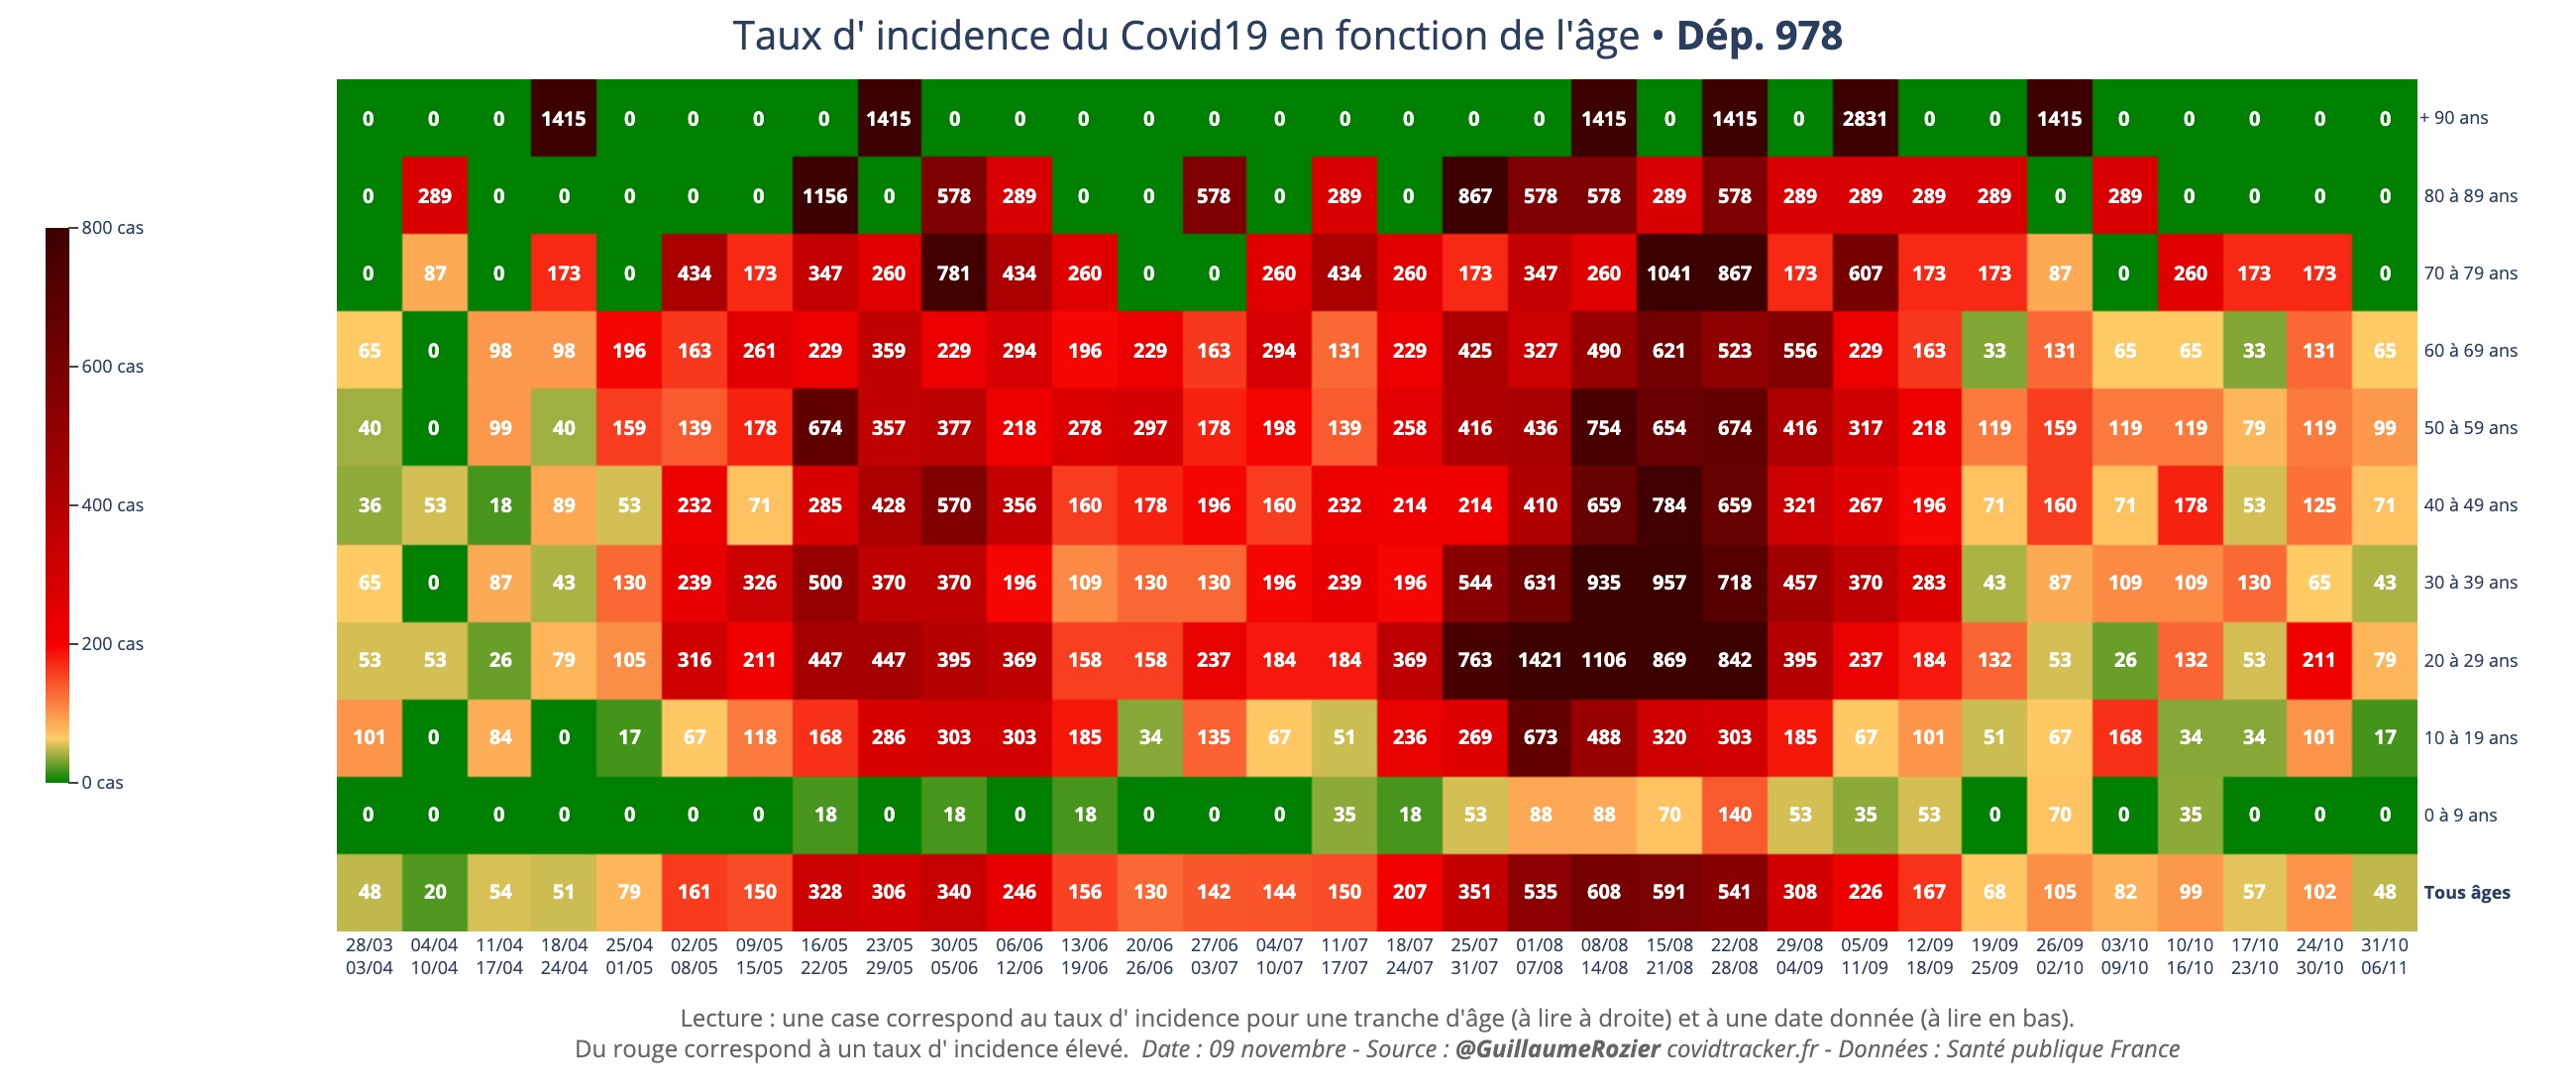 Taux d' incidence du Covid19 en fonction de l'âge • Dép. 978
0 0 0 1415 0 0 0 0 1415 0 0 0 0 0 0 0 0 0 0 1415 0 1415 0 2831 0 0 1415 0 0 0 0 0 + 90 ans
0 289 0 0 0 0 0 1156 0 578 289 0 0 578 0 289 0 867 578 578 289 578 289 289 289 289 0 289 0 0 0 0 80 à 89 ans
800 cas
0 87 0 173 0 434 173 347 260 781 434 260 0 0 260 434 260 173 347 260 1041 867 173 607 173 173 87 0 260 173 173 0 70 à 79 ans
65 0 98 98 196 163 261 229 359 229 294 196 229 163 294 131 229 425 327 490 621 523 556 229 163 33 131 65 65 33 131 65 60 à 69 ans
600 cas
40 0 99 40 159 139 178 674 357 377 218 278 297 178 198 139 258 416 436 754 654 674 416 317 218 119 159 119 119 79 119 99 50 à 59 ans
36 53 18 89 53 232 71 285 428 570 356 160 178 196 160 232 214 214 410 659 784 659 321 267 196 71 160 71 178 53 125 71 40 à 49 ans
400 cas
65 0 87 43 130 239 326 500 370 370 196 109 130 130 196 239 196 544 631 935 957 718 457 370 283 43 87 109 109 130 65 43 30 à 39 ans
200 cas
53 53 26 79 105 316 211 447 447 395 369 158 158 237 184 184 369 763 1421 1106 869 842 395 237 184 132 53 26 132 53 211 79 20 à 29 ans
101 0 84 0 17 67 118 168 286 303 303 185 34 135 67 51 236 269 673 488 320 303 185 67 101 51 67 168 34 34 101 17 10 à 19 ans
0 cas
0 0 0 0 0 0 0 18 0 18 0 18 0 0 0 35 18 53 88 88 70 140 53 35 53 0 70 0 35 0 0 0 0 à 9 ans
48 20 54 51 79 161 150 328 306 340 246 156 130 142 144 150 207 351 535 608 591 541 308 226 167 68 105 82 99 57 102 48 Tous âges
28/03 04/04 11/04 18/04 25/04 02/05 09/05 16/05 23/05 30/05 06/06 13/06 20/06 27/06 04/07 11/07 18/07 25/07 01/08 08/08 15/08 22/08 29/08 05/09 12/09 19/09 26/09 03/10 10/10 17/10 24/10 31/10
03/04 10/04 17/04 24/04 01/05 08/05 15/05 22/05 29/05 05/06 12/06 19/06 26/06 03/07 10/07 17/07 24/07 31/07 07/08 14/08 21/08 28/08 04/09 11/09 18/09 25/09 02/10 09/10 16/10 23/10 30/10 06/11
Lecture : une case correspond au taux d' incidence pour une tranche d'âge (à lire à droite) et à une date donnée (à lire en bas).
Du rouge correspond à un taux d' incidence élevé. Date : 09 novembre - Source : @GuillaumeRozier covidtracker.fr - Données : Santé publique France